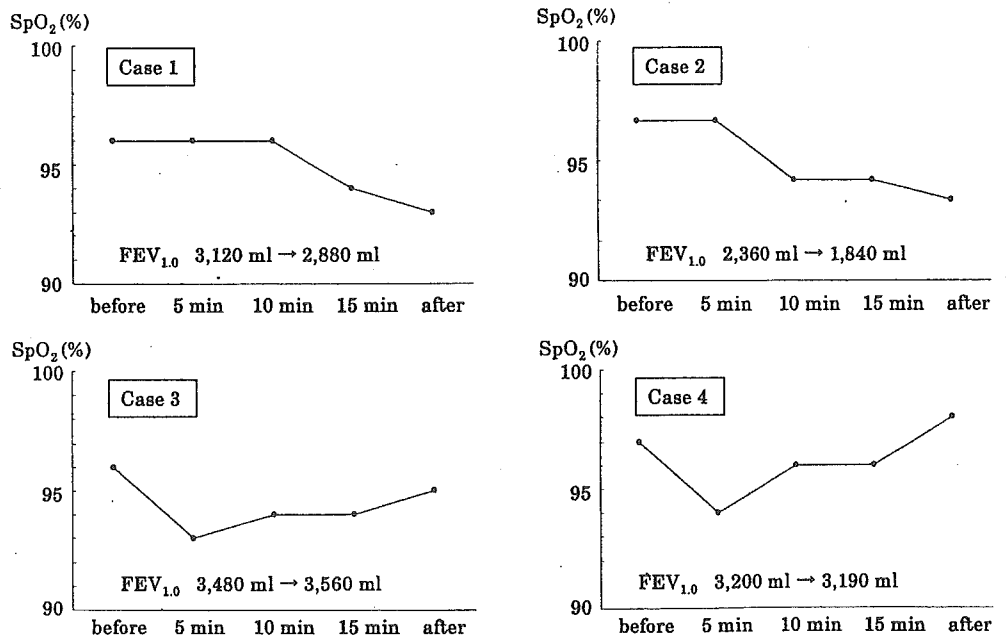 SpO₂(%)
100
Case 1
95
FEV₁.₀ 3,120 ml → 2,880 ml
90
before 5 min 10 min 15 min after
SpO₂(%)
100
Case 2
95
FEV₁.₀ 2,360 ml → 1,840 ml
90
before 5 min 10 min 15 min after
SpO₂(%)
100
Case 3
95
FEV₁.₀ 3,480 ml → 3,560 ml
90
before 5 min 10 min 15 min after
SpO₂(%)
100
Case 4
95
FEV₁.₀ 3,200 ml → 3,190 ml
90
before 5 min 10 min 15 min after